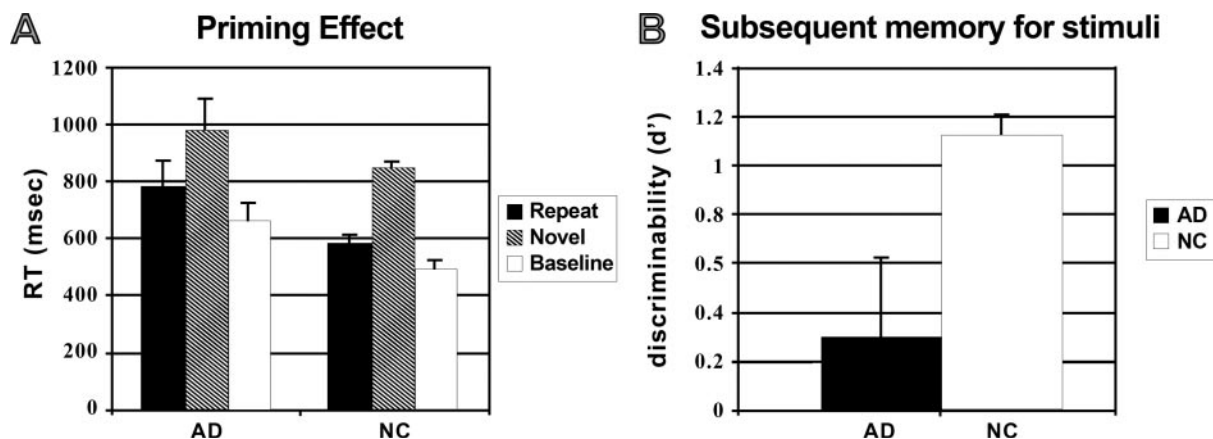 A
Priming Effect
RT (msec)
1200
1000
800
600
400
200
0
AD
NC
Repeat
Novel
Baseline
B
Subsequent memory for stimuli
discriminability (d')
1.4
1.2
1
0.8
0.5
0.4
0.2
0
AD
NC
NC